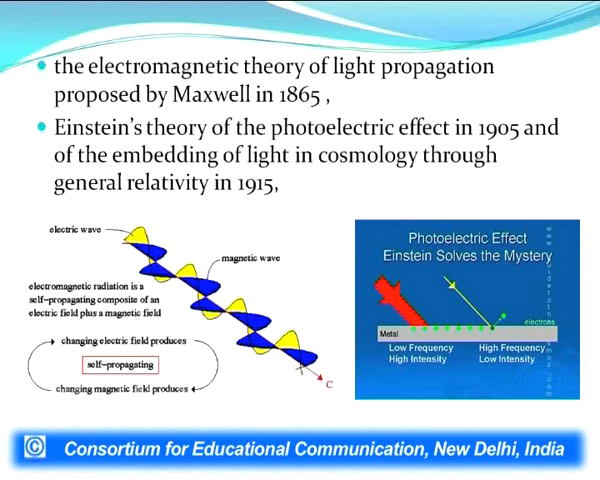 the electromagnetic theory of light propagation
proposed by Maxwell in 1865 ,
Einstein's theory of the photoelectric effect in 1905 and
of the embedding of light in cosmology through
general relativity in 1915,
electric wave
magnetic wave
electromagnetic radiation is a
self-propagating composite of an
electric field plus a magnetic field
changing electric field produces
self-propagating
changing magnetic field produces
C
Photoelectric Effect
Einstein Solves the Mystery
electrons
Metal
Low Frequency
High Intensity
High Frequency
Low Intensity
© Consortium for Educational Communication, New Delhi, India